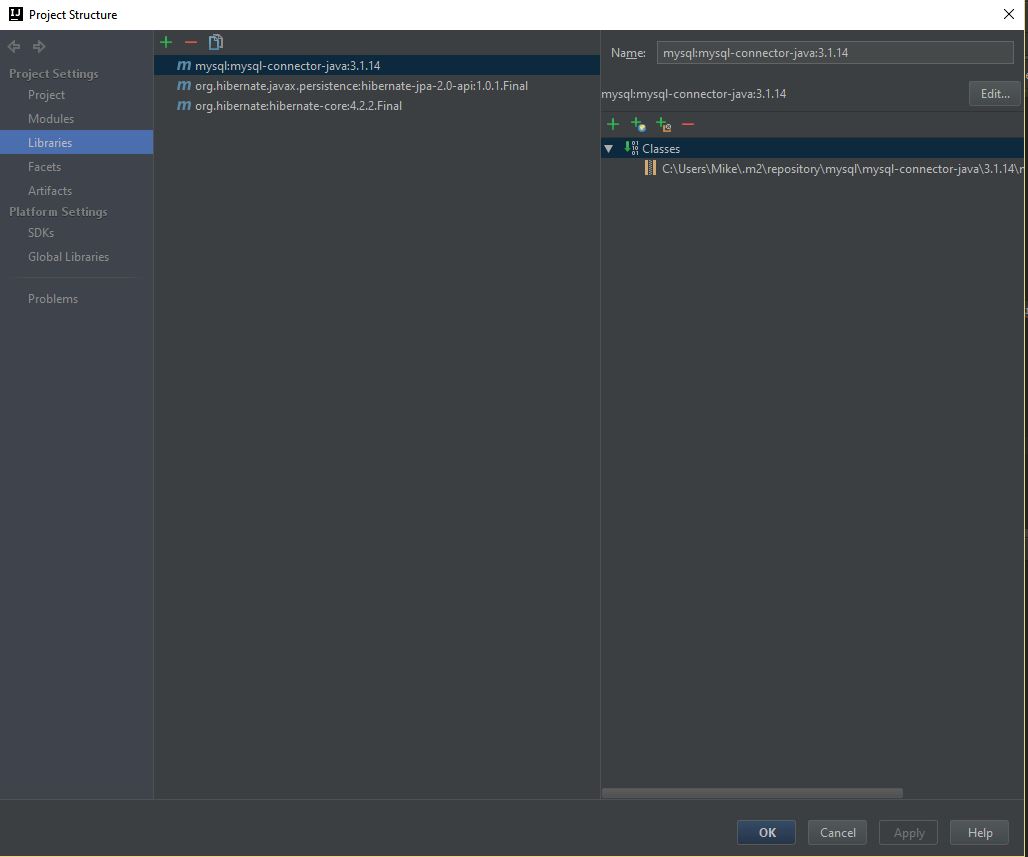 Project Structure
Project Settings
Project
Modules
Libraries
Facets
Artifacts
Platform Settings
SDKs
Global Libraries
Problems
mysql:mysql-connector-java:3.1.14
org.hibernate.javax.persistence:hibernate-jpa-2.0-api:1.0.1.Final
org.hibernate:hibernate-core:4.2.2.Final
Name: mysql:mysql-connector-java:3.1.14
mysql:mysql-connector-java:3.1.14 Edit...
Classes
C:\Users\Mike\.m2\repository\mysql\mysql-connector-java\3.1.14\
OK Cancel Apply Help